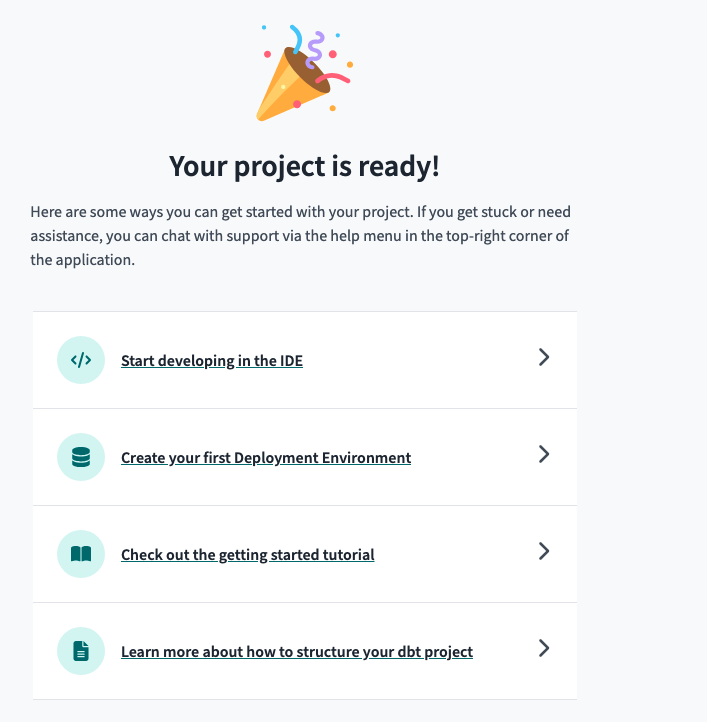 Your project is ready!
Here are some ways you can get started with your project. If you get stuck or need
assistance, you can chat with support via the help menu in the top-right corner of
the application.
Start developing in the IDE
Create your first Deployment Environment
Check out the getting started tutorial
Learn more about how to structure your dbt project